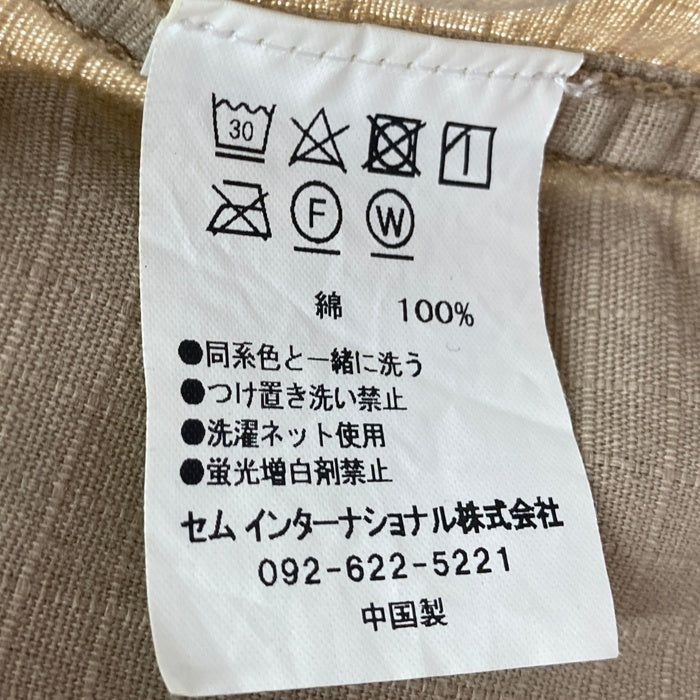 30
F W
綿 100%
●同系色と一緒に洗う
●つけ置き洗い禁止
●洗濯ネット使用
●蛍光増白剤禁止
セム インターナショナル株式会社
092-622-5221
中国製